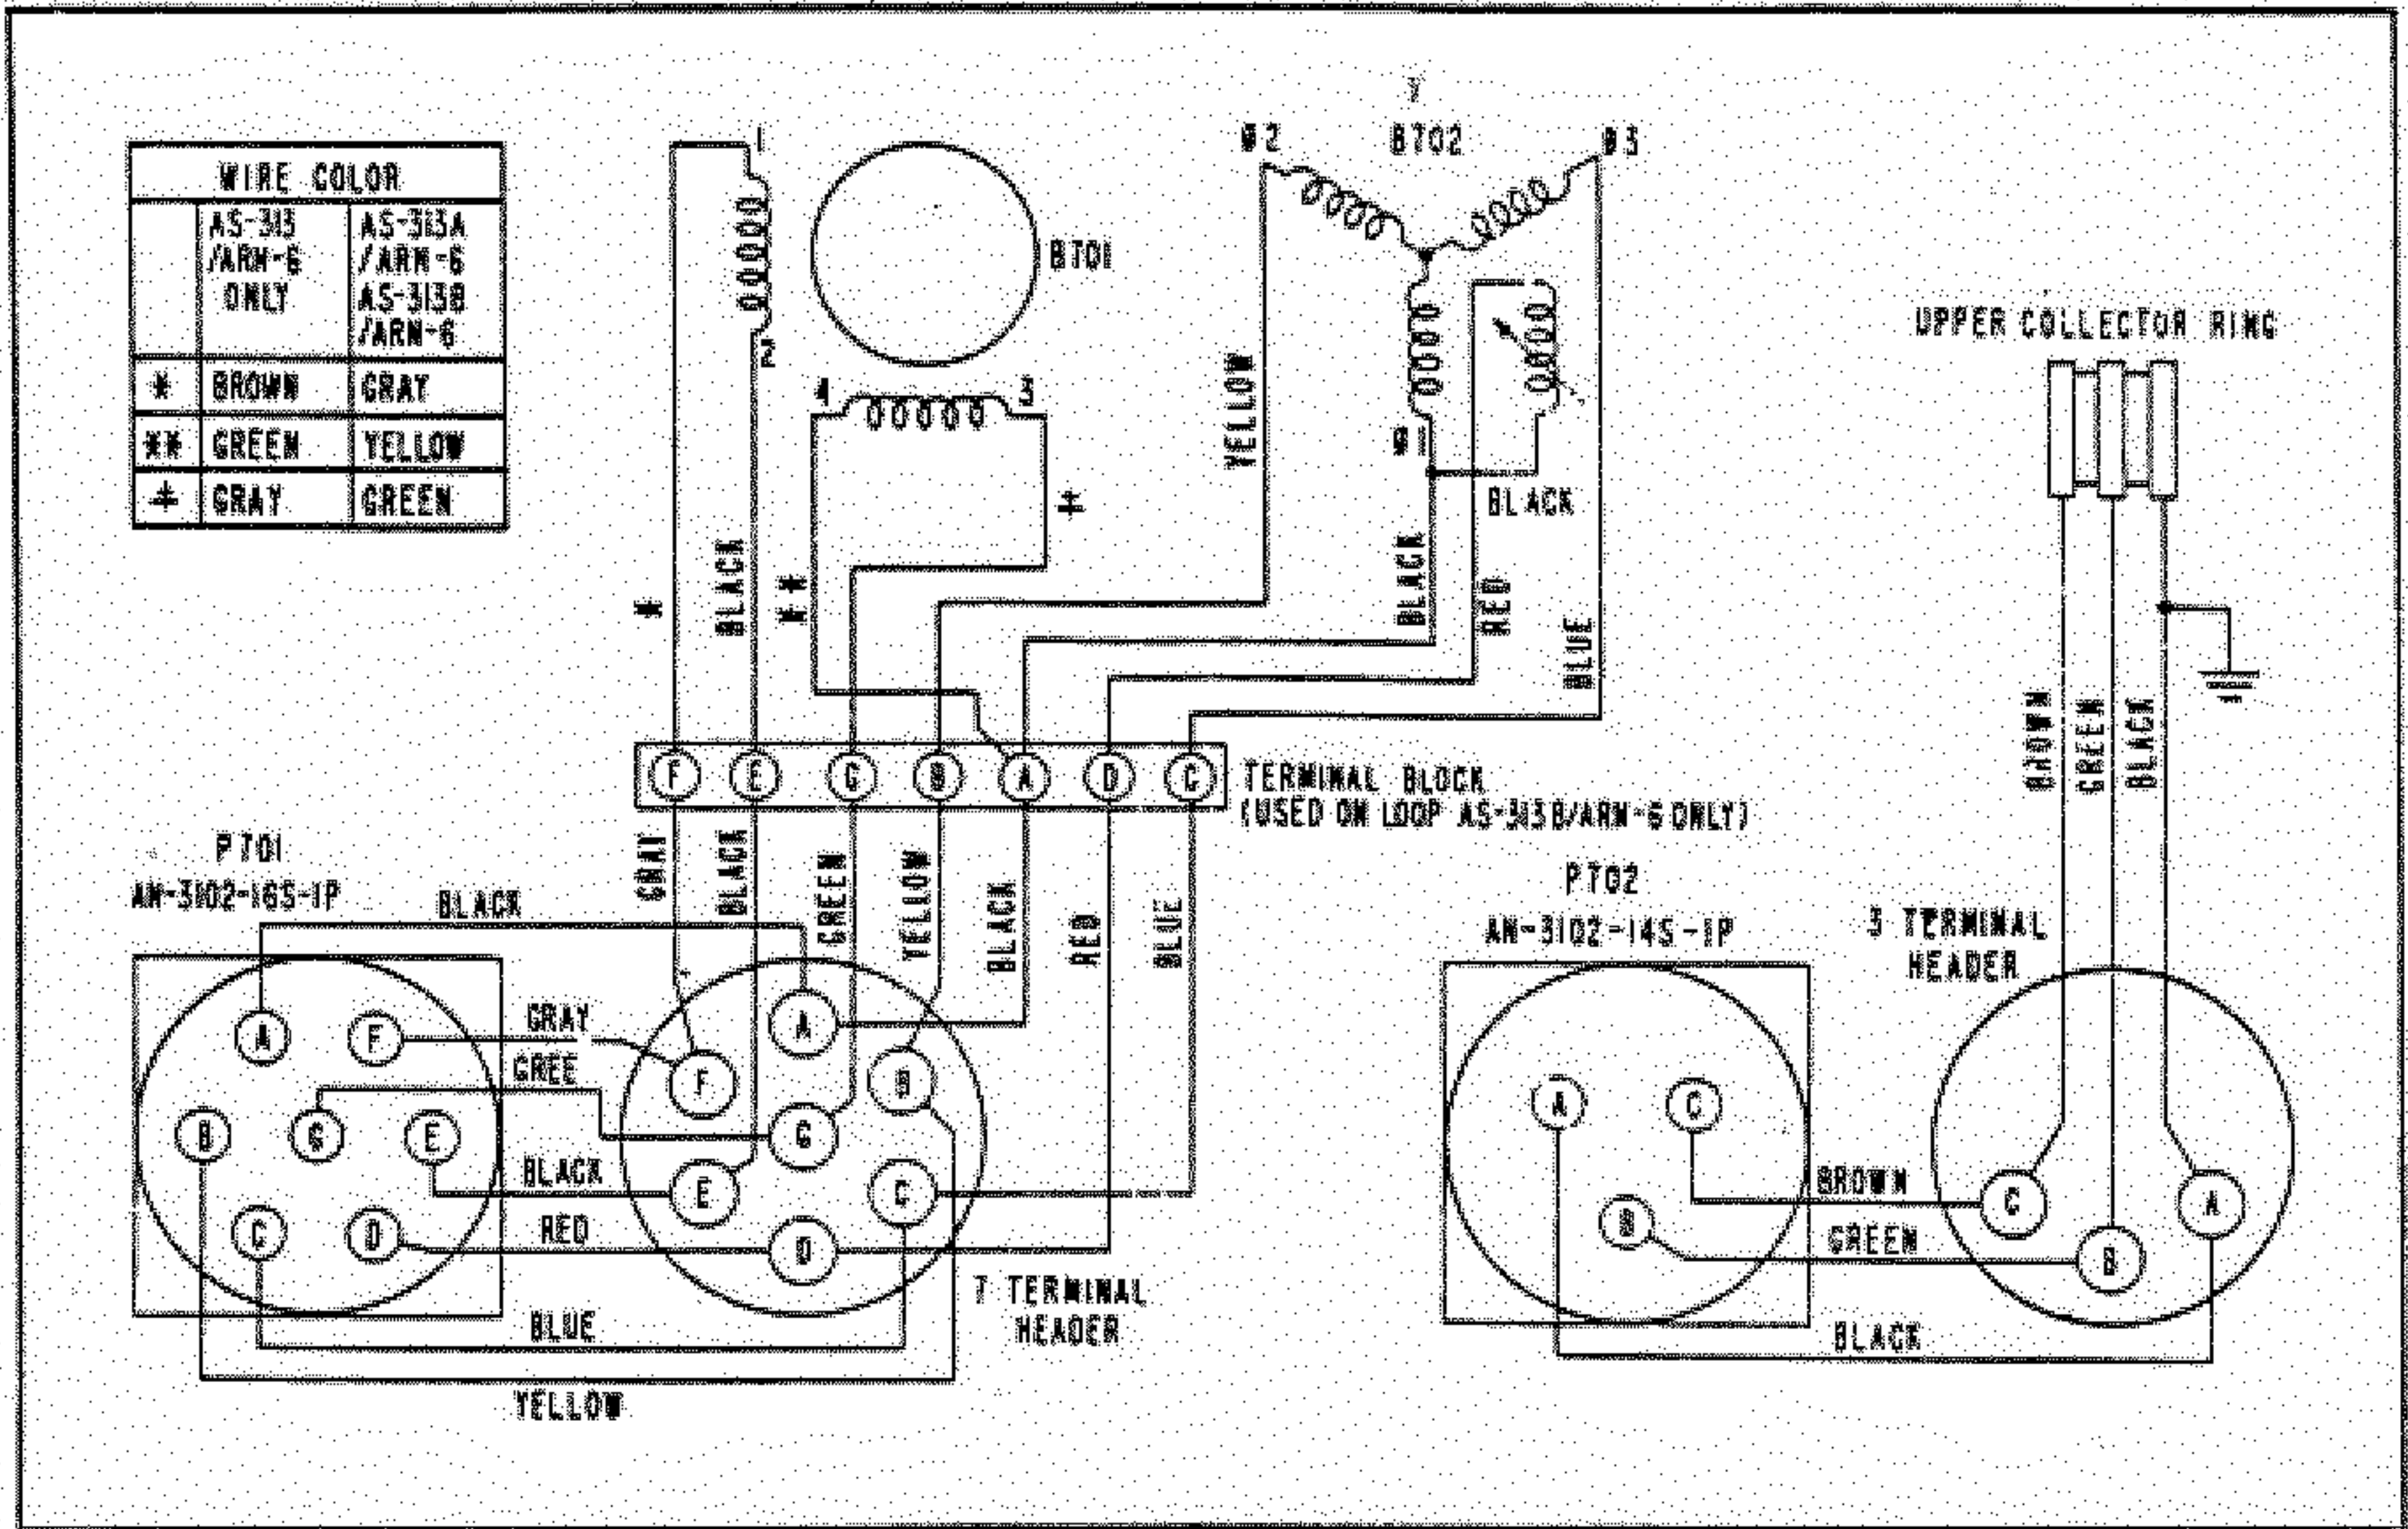 WIRE COLOR
AS-313 /ARN-6 ONLY
AS-313A /ARN-6 AS-313B /ARN-6
* BROWN GRAY
** GREEN YELLOW
‡ GRAY GREEN
1
2
B701
4
3
Ø2
B702
Ø3
Ø1
UPPER COLLECTOR RING
*
BLACK
**
‡
YELLOW
BLACK
BLACK
RED
BLUE
BROWN
GREEN
BLACK
F E G B A D C
TERMINAL BLOCK
(USED ON LOOP AS-313B/ARN-6 ONLY)
GRAY
BLACK
GREEN
YELLOW
BLACK
RED
BLUE
P701
AN-3102-16S-1P
BLACK
GRAY
GREE
BLACK
RED
BLUE
YELLOW
A F
B G E
C D
A
F B
G
E C
D
7 TERMINAL
HEADER
P702
AN-3102-14S-1P
3 TERMINAL
HEADER
A C
B
BROWN
GREEN
BLACK
C A
B